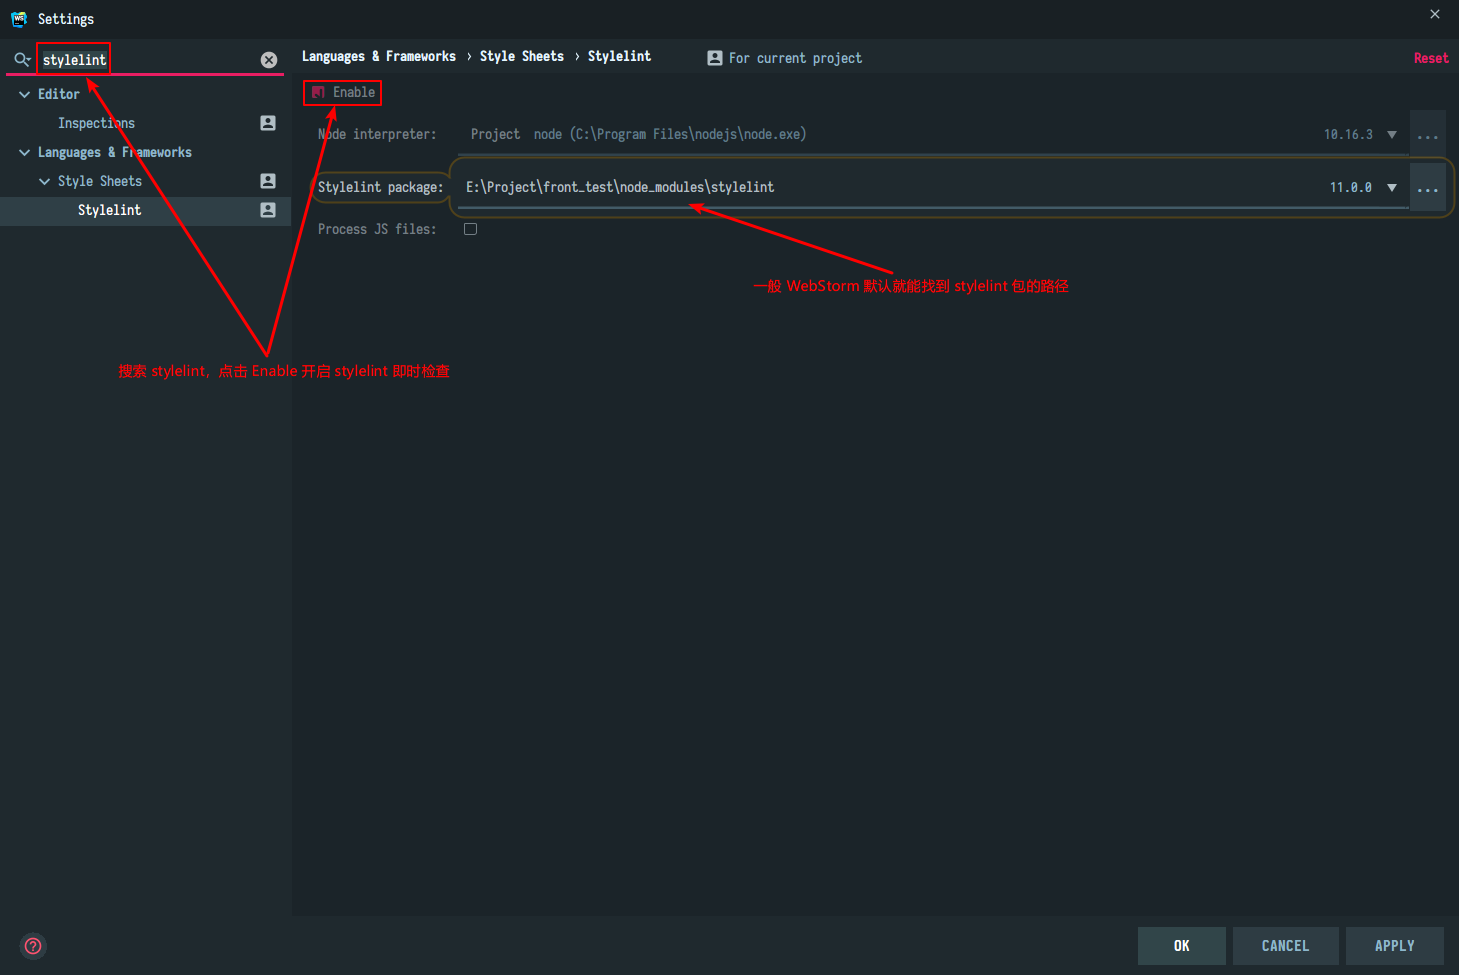 WS
Settings
stylelint
Editor
Inspections
Languages & Frameworks
Style Sheets
Stylelint
Languages & Frameworks › Style Sheets › Stylelint
For current project
Reset
Enable
Node interpreter:
Project node (C:\Program Files\nodejs\node.exe)
10.16.3
...
Stylelint package:
E:\Project\front_test\node_modules\stylelint
11.0.0
...
Process JS files:
一般 WebStorm 默认就能找到 stylelint 包的路径
搜索 stylelint，点击 Enable 开启 stylelint 即时检查
?
OK
CANCEL
APPLY